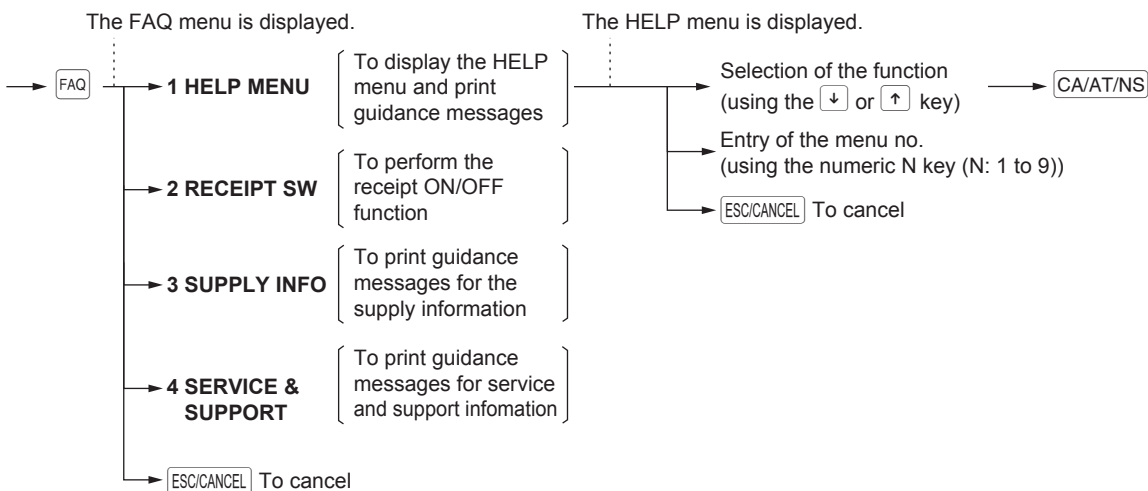 The FAQ menu is displayed.
The HELP menu is displayed.
FAQ
1 HELP MENU
To display the HELP
menu and print
guidance messages
Selection of the function
(using the ↓ or ↑ key)
CA/AT/NS
Entry of the menu no.
(using the numeric N key (N: 1 to 9))
ESC/CANCEL To cancel
2 RECEIPT SW
To perform the
receipt ON/OFF
function
3 SUPPLY INFO
To print guidance
messages for the
supply information
4 SERVICE &
SUPPORT
To print guidance
messages for service
and support infomation
ESC/CANCEL To cancel